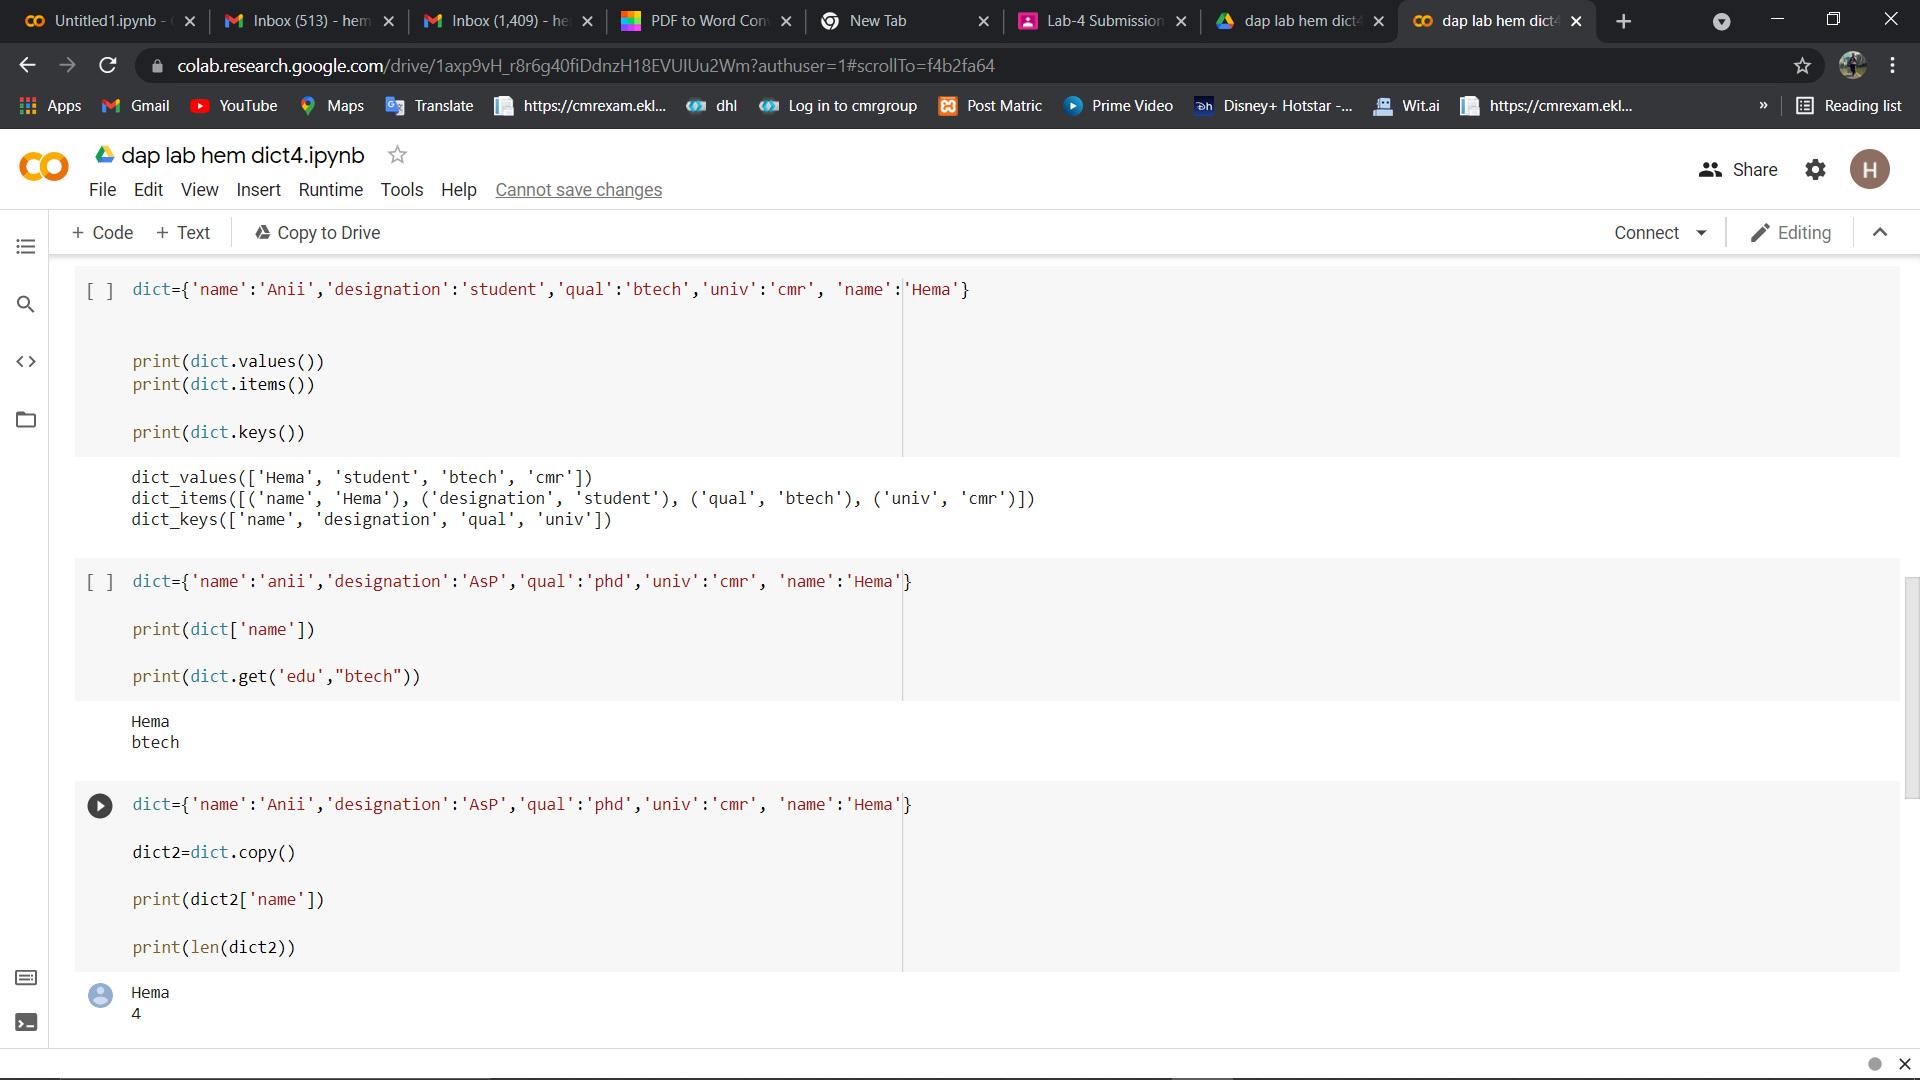 Untitled1.ipynb -
Inbox (513) - hem
Inbox (1,409) - he
PDF to Word Con
New Tab
Lab-4 Submission
dap lab hem dict4
dap lab hem dict4
colab.research.google.com/drive/1axp9vH_r8r6g40fiDdnzH18EVUIUu2Wm?authuser=1#scrollTo=f4b2fa64
Apps
Gmail
YouTube
Maps
Translate
https://cmrexam.ekl...
dhl
Log in to cmrgroup
Post Matric
Prime Video
Disney+ Hotstar -...
Wit.ai
https://cmrexam.ekl...
»
Reading list
dap lab hem dict4.ipynb
File Edit View Insert Runtime Tools Help Cannot save changes
Share
H
+ Code + Text Copy to Drive
Connect
Editing
[ ] dict={'name':'Anii','designation':'student','qual':'btech','univ':'cmr', 'name':'Hema'}
print(dict.values())
print(dict.items())
print(dict.keys())
dict_values(['Hema', 'student', 'btech', 'cmr'])
dict_items([('name', 'Hema'), ('designation', 'student'), ('qual', 'btech'), ('univ', 'cmr')])
dict_keys(['name', 'designation', 'qual', 'univ'])
[ ] dict={'name':'anii','designation':'AsP','qual':'phd','univ':'cmr', 'name':'Hema'}
print(dict['name'])
print(dict.get('edu',"btech"))
Hema
btech
dict={'name':'Anii','designation':'AsP','qual':'phd','univ':'cmr', 'name':'Hema'}
dict2=dict.copy()
print(dict2['name'])
print(len(dict2))
Hema
4